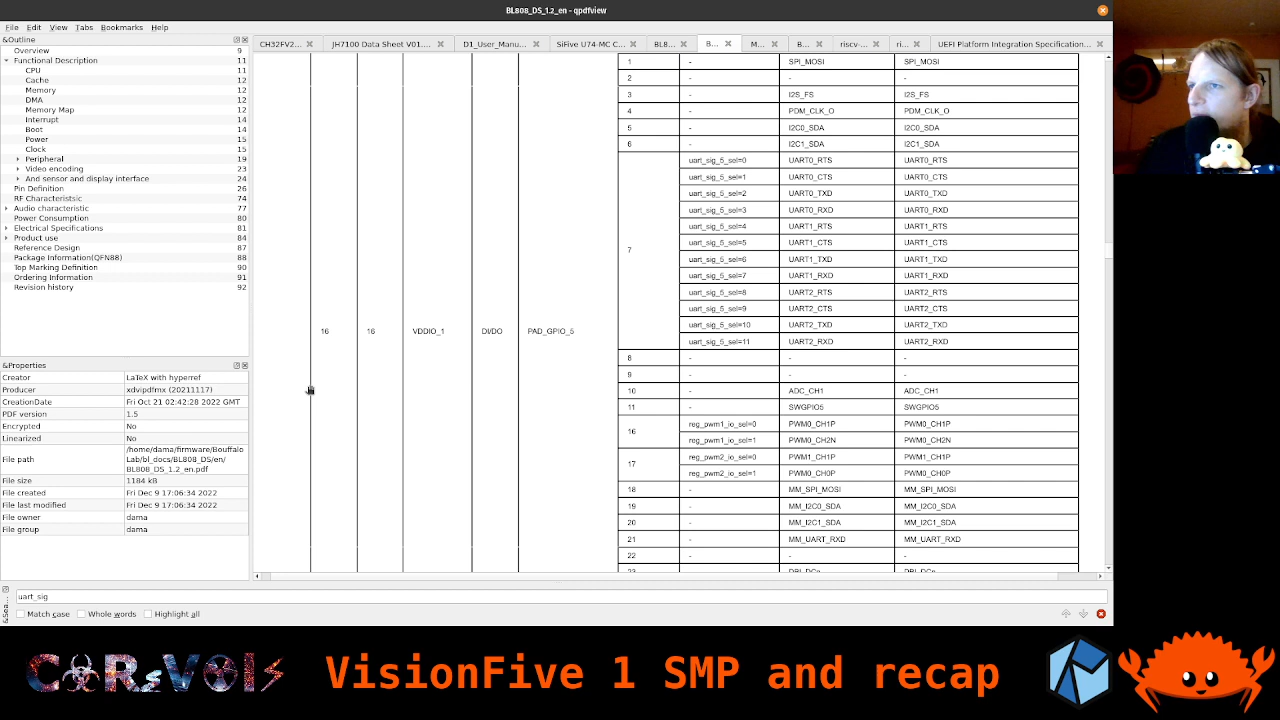 BL808_DS_1.2_en - qpdfview
File Edit View Tabs Bookmarks Help
&Outline
CH32FV2... JH7100 Data Sheet V01.... D1_User_Manu... SiFive U74-MC C... BL8... B... M... B... riscv-... ri... UEFI Platform Integration Specification...
Overview 9
Functional Description 11
CPU 11
Cache 12
Memory 12
DMA 12
Memory Map 12
Interrupt 14
Boot 14
Power 15
Clock 15
Peripheral 19
Video encoding 23
And sensor and display interface 24
Pin Definition 26
RF Characteristsic 74
Audio characteristic 77
Power Consumption 80
Electrical Specifications 81
Product use 84
Reference Design 87
Package Information(QFN88) 88
Top Marking Definition 90
Ordering Information 91
Revision history 92
&Properties
Creator LaTeX with hyperref
Producer xdvipdfmx (20211117)
CreationDate Fri Oct 21 02:42:28 2022 GMT
PDF version 1.5
Encrypted No
Linearized No
File path /home/dama/firmware/Bouffalo
Lab/bl_docs/BL808_DS/en/
BL808_DS_1.2_en.pdf
File size 1184 kB
File created Fri Dec 9 17:06:34 2022
File last modified Fri Dec 9 17:06:34 2022
File owner dama
File group dama
1 - SPI_MOSI SPI_MOSI
2 - - -
3 - I2S_FS I2S_FS
4 - PDM_CLK_O PDM_CLK_O
5 - I2C0_SDA I2C0_SDA
6 - I2C1_SDA I2C1_SDA
uart_sig_5_sel=0 UART0_RTS UART0_RTS
uart_sig_5_sel=1 UART0_CTS UART0_CTS
uart_sig_5_sel=2 UART0_TXD UART0_TXD
uart_sig_5_sel=3 UART0_RXD UART0_RXD
uart_sig_5_sel=4 UART1_RTS UART1_RTS
uart_sig_5_sel=5 UART1_CTS UART1_CTS
7
uart_sig_5_sel=6 UART1_TXD UART1_TXD
uart_sig_5_sel=7 UART1_RXD UART1_RXD
uart_sig_5_sel=8 UART2_RTS UART2_RTS
uart_sig_5_sel=9 UART2_CTS UART2_CTS
uart_sig_5_sel=10 UART2_TXD UART2_TXD
16 16 VDDIO_1 DI/DO PAD_GPIO_5
uart_sig_5_sel=11 UART2_RXD UART2_RXD
8 - - -
9 - - -
10 - ADC_CH1 ADC_CH1
11 - SWGPIO5 SWGPIO5
16 reg_pwm1_io_sel=0 PWM0_CH1P PWM0_CH1P
reg_pwm1_io_sel=1 PWM0_CH2N PWM0_CH2N
17 reg_pwm2_io_sel=0 PWM1_CH1P PWM1_CH1P
reg_pwm2_io_sel=1 PWM0_CH0P PWM0_CH0P
18 - MM_SPI_MOSI MM_SPI_MOSI
19 - MM_I2C0_SDA MM_I2C0_SDA
20 - MM_I2C1_SDA MM_I2C1_SDA
21 - MM_UART_RXD MM_UART_RXD
22 - - -
23 - DBI_DCn DBI_DCn
&Sea...
uart_sig
Match case Whole words Highlight all
VisionFive 1 SMP and recap